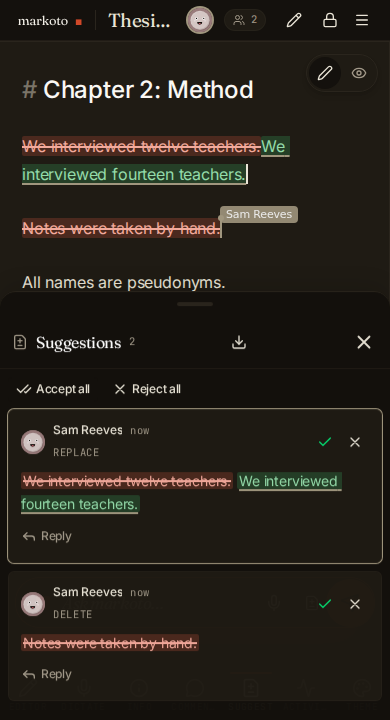 markoto
Thesi...
2
# Chapter 2: Method
We interviewed twelve teachers.We
interviewed fourteen teachers.
Sam Reeves
Notes were taken by hand.
All names are pseudonyms.
Suggestions 2
Accept all
Reject all
Sam Reeves now
REPLACE
We interviewed twelve teachers. We interviewed
fourteen teachers.
Reply
Sam Reeves now
DELETE
Notes were taken by hand.
Reply